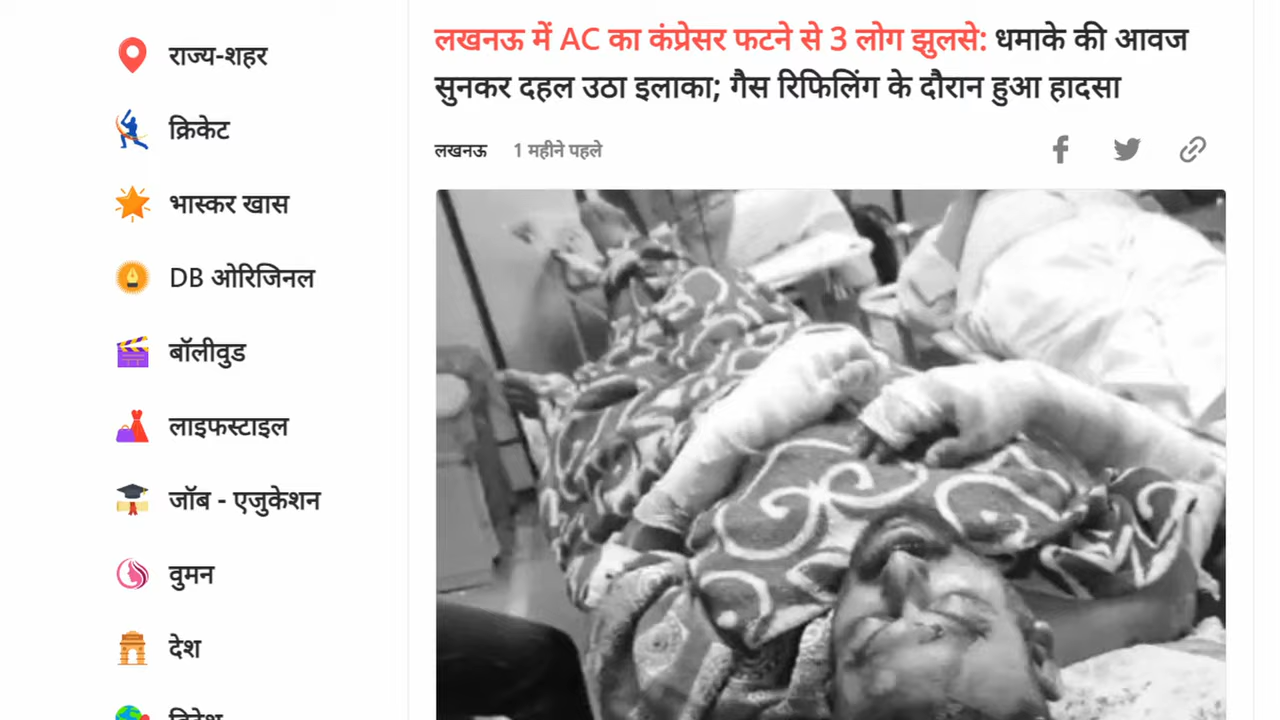 राज्य-शहर
क्रिकेट
भास्कर खास
DB ओरिजिनल
बॉलीवुड
लाइफस्टाइल
जॉब - एजुकेशन
वुमन
देश
लखनऊ में AC का कंप्रेसर फटने से 3 लोग झुलसे: धमाके की आवज
सुनकर दहल उठा इलाका; गैस रिफिलिंग के दौरान हुआ हादसा
लखनऊ 1 महीने पहले